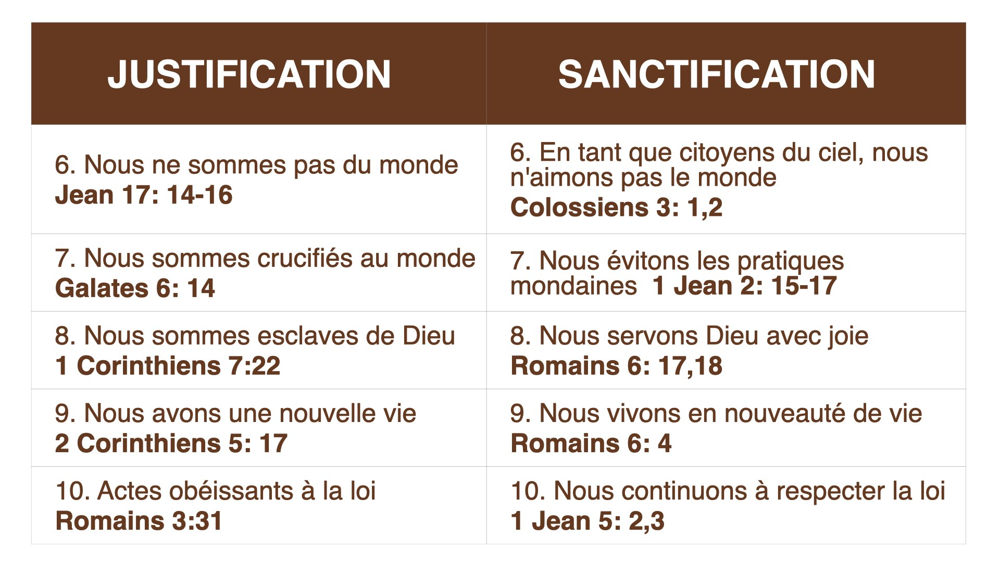 JUSTIFICATION
SANCTIFICATION
6. Nous ne sommes pas du monde
Jean 17: 14-16
6. En tant que citoyens du ciel, nous
n'aimons pas le monde
Colossiens 3: 1,2
7. Nous sommes crucifiés au monde
Galates 6: 14
7. Nous évitons les pratiques
mondaines  1 Jean 2: 15-17
8. Nous sommes esclaves de Dieu
1 Corinthiens 7:22
8. Nous servons Dieu avec joie
Romains 6: 17,18
9. Nous avons une nouvelle vie
2 Corinthiens 5: 17
9. Nous vivons en nouveauté de vie
Romains 6: 4
10. Actes obéissants à la loi
Romains 3:31
10. Nous continuons à respecter la loi
1 Jean 5: 2,3